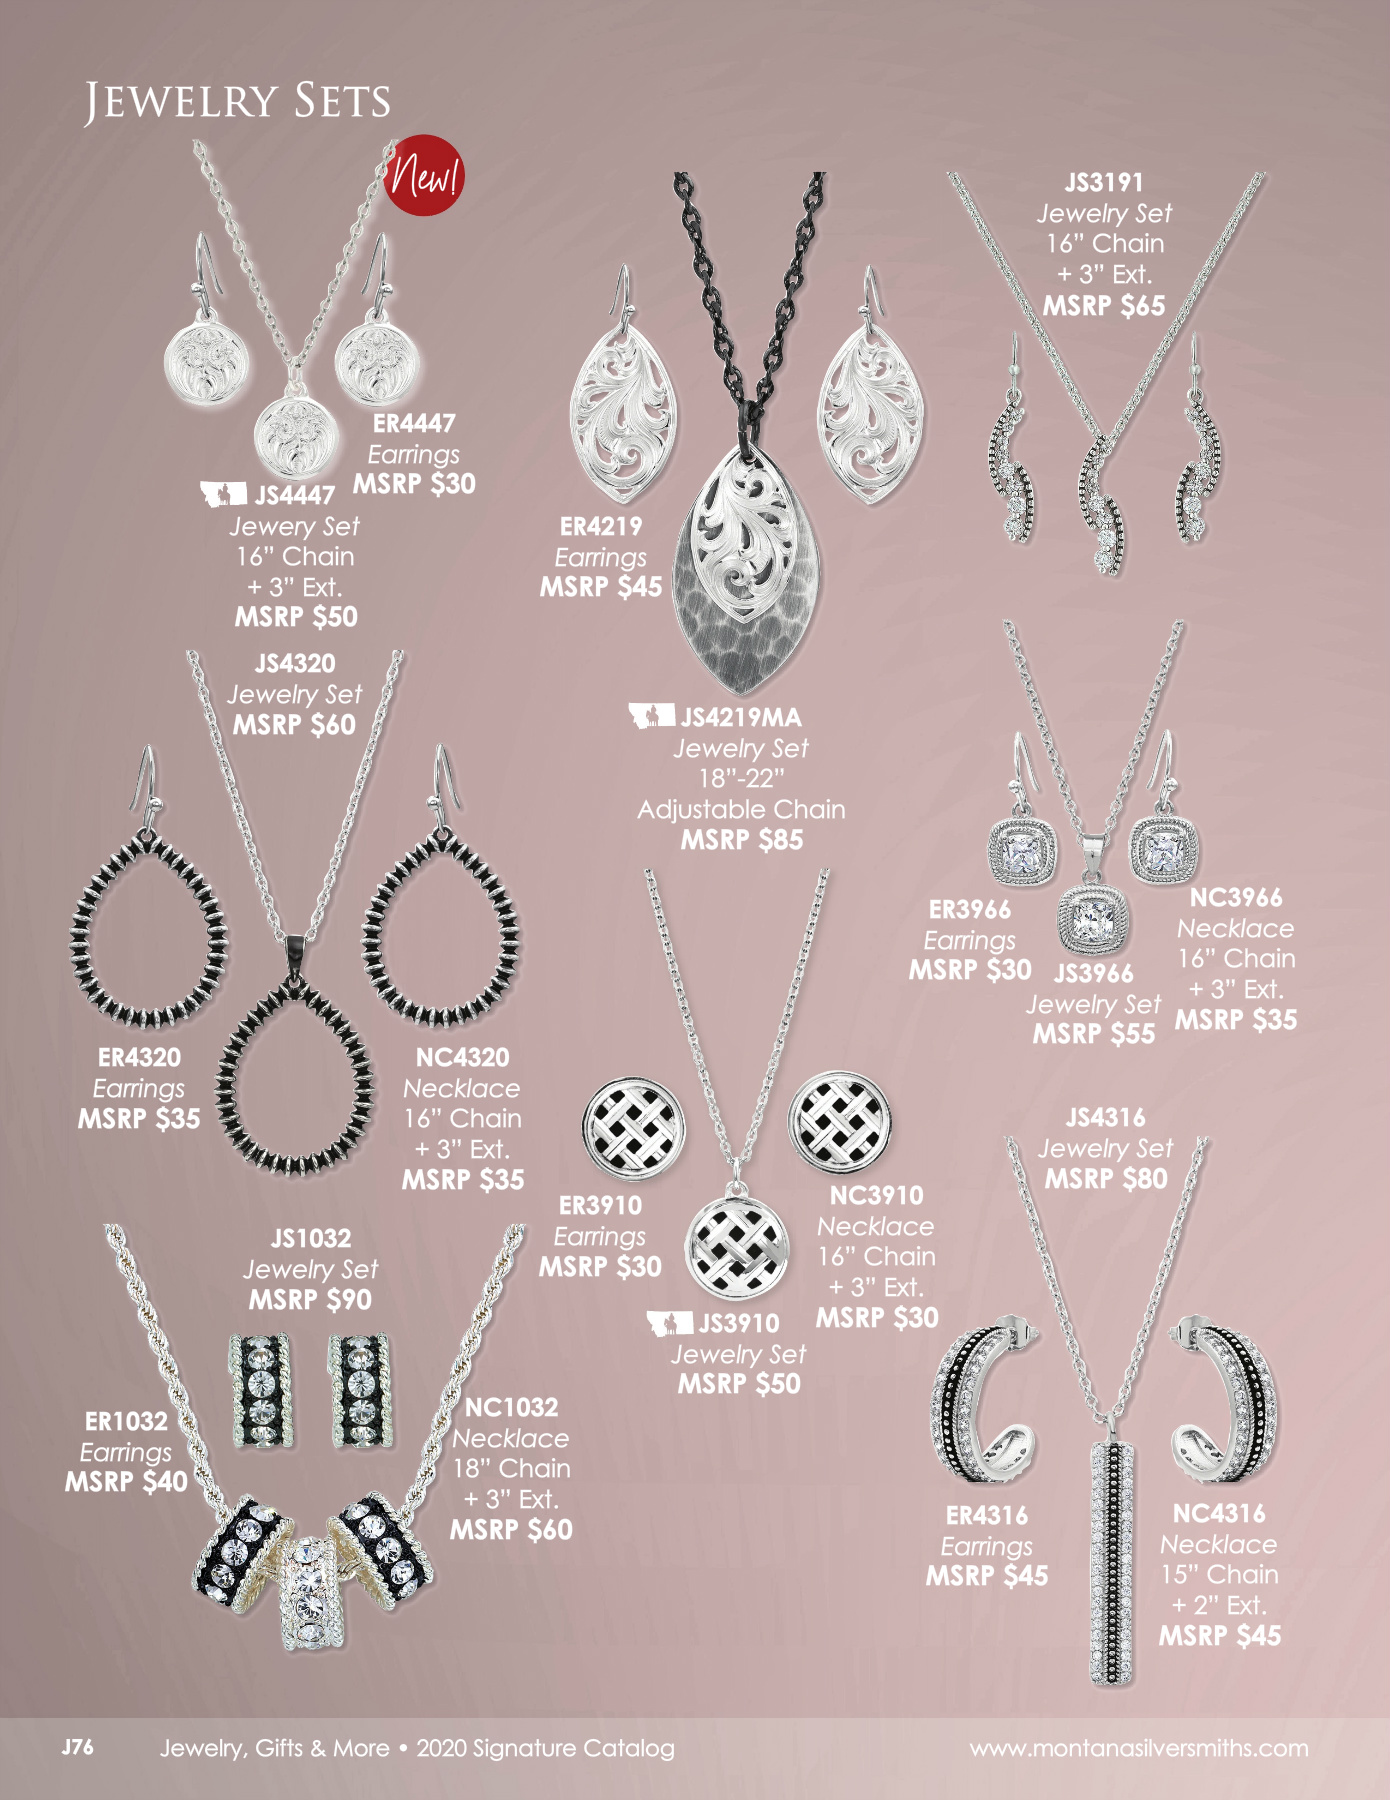 Jewelry Sets
New!
ER4447
Earrings
MSRP $30
JS4447
Jewery Set
16” Chain
+ 3” Ext.
MSRP $50
ER4219
Earrings
MSRP $45
JS4219MA
Jewelry Set
18”-22”
Adjustable Chain
MSRP $85
JS3191
Jewelry Set
16” Chain
+ 3” Ext.
MSRP $65
JS4320
Jewelry Set
MSRP $60
ER4320
Earrings
MSRP $35
NC4320
Necklace
16” Chain
+ 3” Ext.
MSRP $35
ER3966
Earrings
MSRP $30
JS3966
Jewelry Set
MSRP $55
NC3966
Necklace
16” Chain
+ 3” Ext.
MSRP $35
ER3910
Earrings
MSRP $30
NC3910
Necklace
16” Chain
+ 3” Ext.
MSRP $30
JS3910
Jewelry Set
MSRP $50
JS1032
Jewelry Set
MSRP $90
ER1032
Earrings
MSRP $40
NC1032
Necklace
18” Chain
+ 3” Ext.
MSRP $60
JS4316
Jewelry Set
MSRP $80
ER4316
Earrings
MSRP $45
NC4316
Necklace
15” Chain
+ 2” Ext.
MSRP $45
J76 Jewelry, Gifts & More • 2020 Signature Catalog www.montanasilversmiths.com